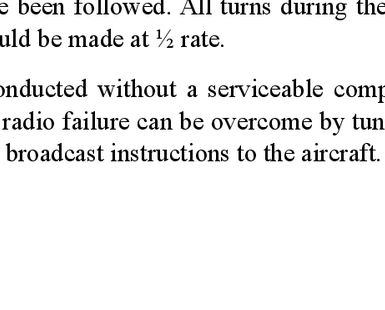 been followed. All turns during the
uld be made at ½ rate.
onducted without a serviceable comp
radio failure can be overcome by tun
broadcast instructions to the aircraft.